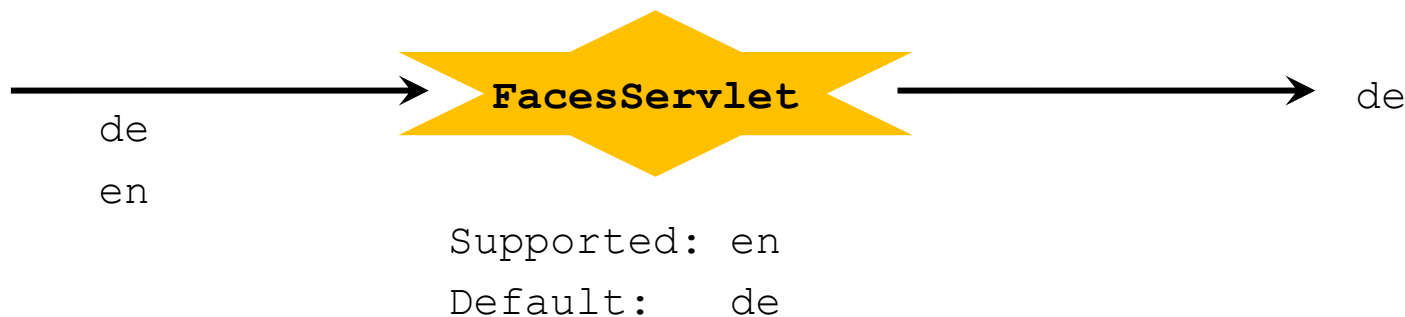 FacesServlet
de
de
en
Supported: en
Default: de